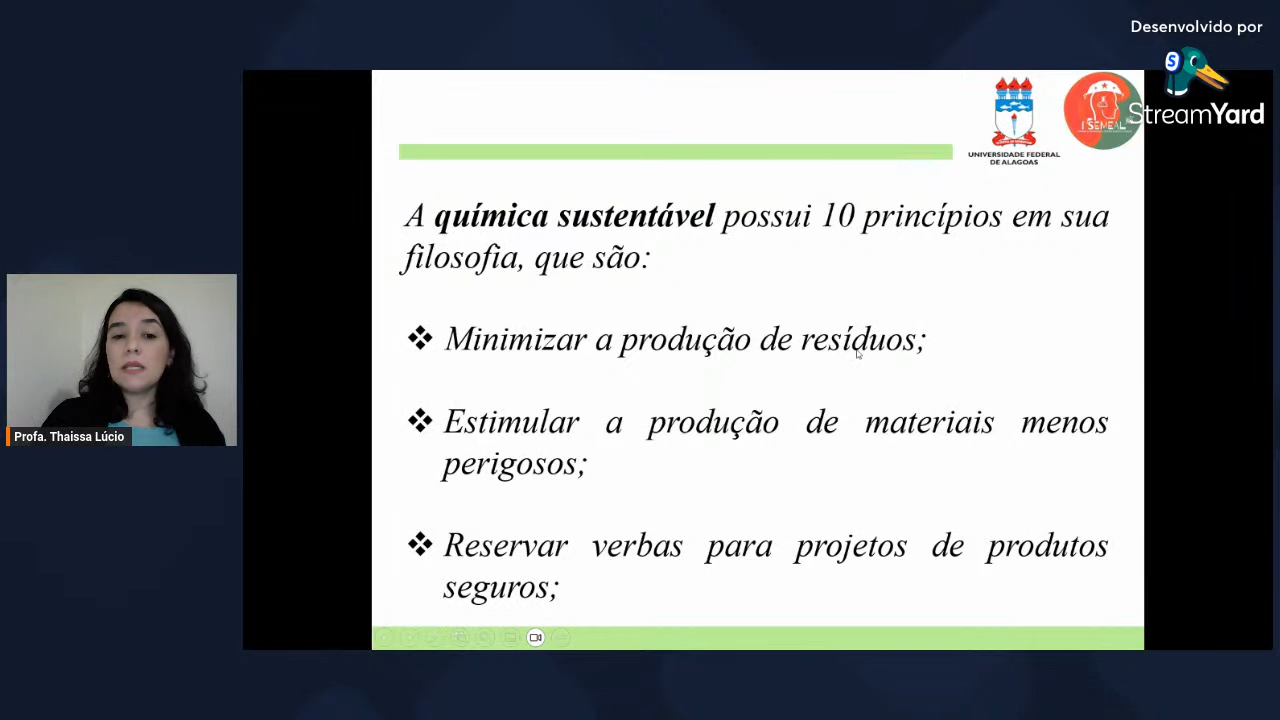 Desenvolvido por
StreamYard
UNIVERSIDADE FEDERAL
DE ALAGOAS
I SEMEAL
A química sustentável possui 10 princípios em sua
filosofia, que são:
❖ Minimizar a produção de resíduos;
❖ Estimular a produção de materiais menos
perigosos;
❖ Reservar verbas para projetos de produtos
seguros;
Profa. Thaissa Lúcio